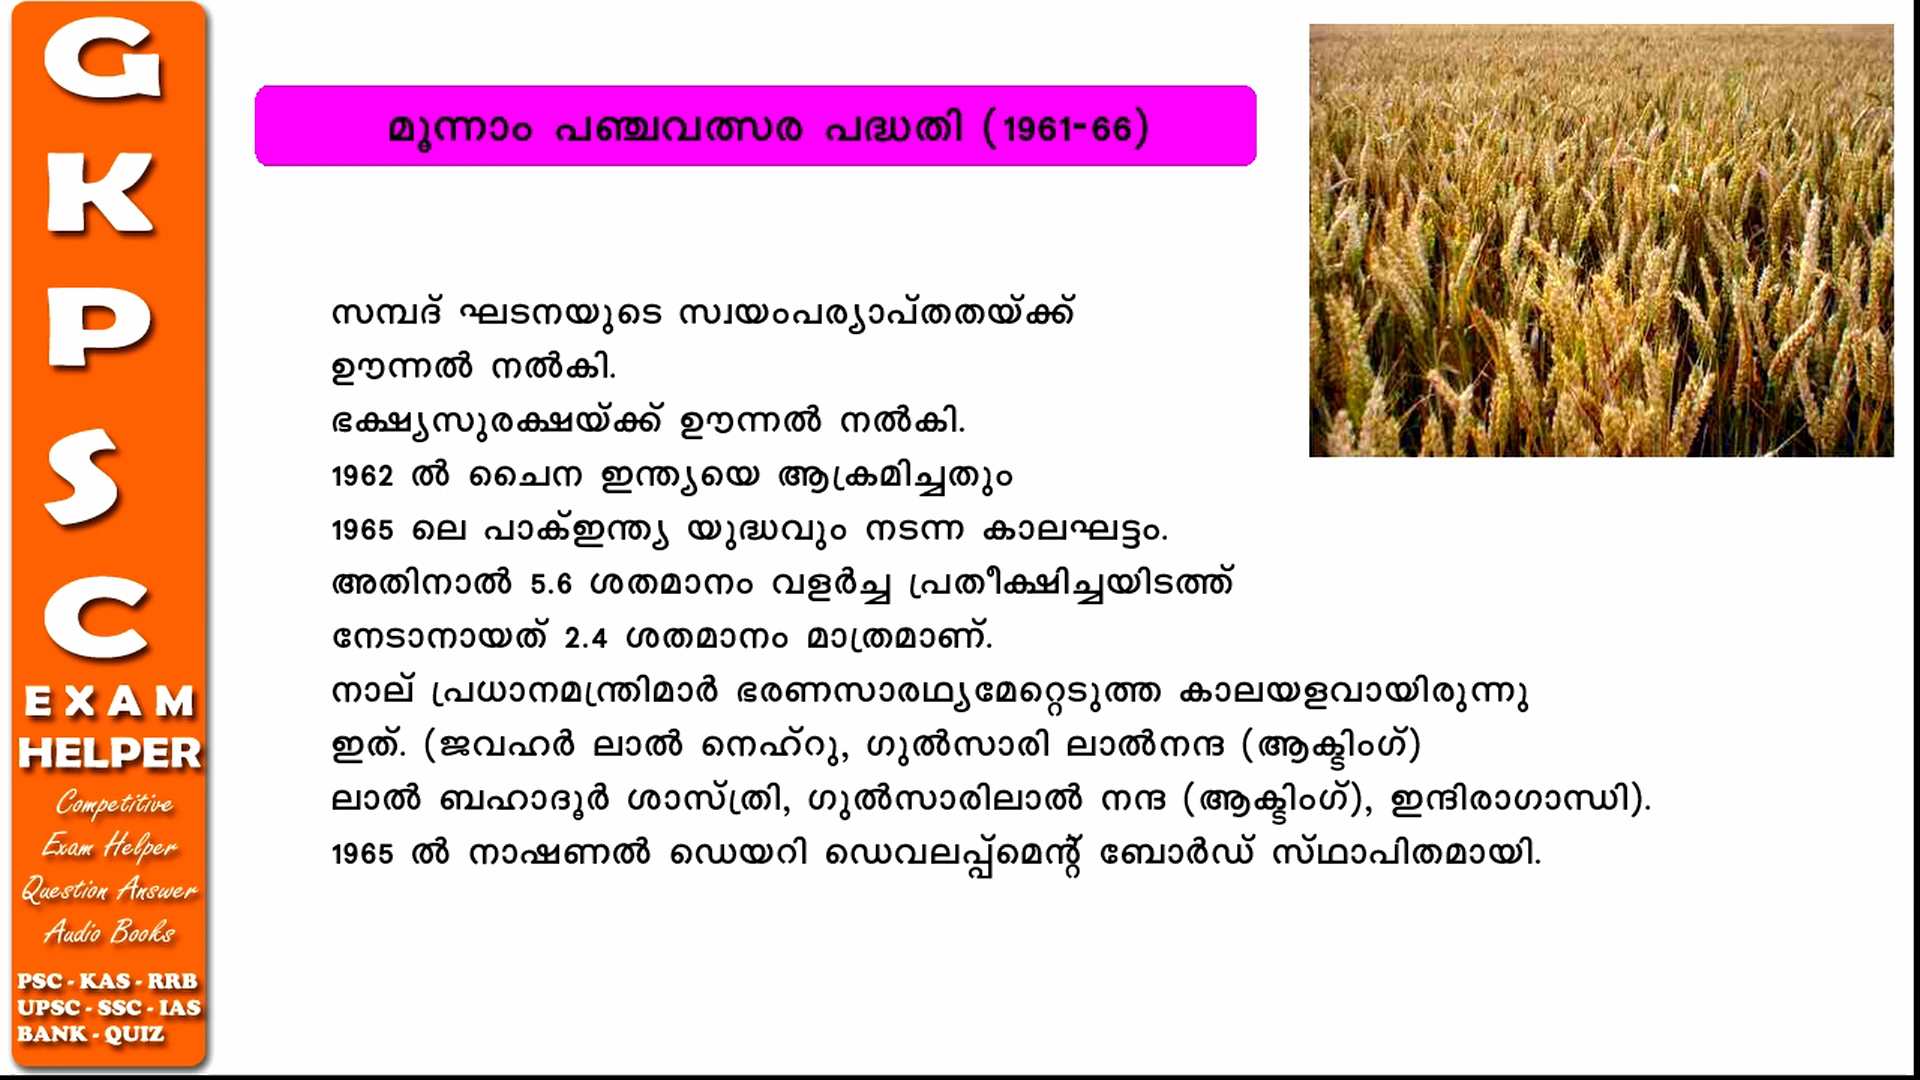 G
K
P
S
C
EXAM
HELPER
Competitive
Exam Helper
Question Answer
Audio Books
PSC - KAS - RRB
UPSC - SSC - IAS
BANK - QUIZ
മൂന്നാം പഞ്ചവത്സര പദ്ധതി (1961-66)
സമ്പദ് ഘടനയുടെ സ്വയംപര്യാപ്തതയ്ക്ക്
ഊന്നൽ നൽകി.
ഭക്ഷ്യസുരക്ഷയ്ക്ക് ഊന്നൽ നൽകി.
1962 ൽ ചൈന ഇന്ത്യയെ ആക്രമിച്ചതും
1965 ലെ പാക്ഇന്ത്യ യുദ്ധവും നടന്ന കാലഘട്ടം.
അതിനാൽ 5.6 ശതമാനം വളർച്ച പ്രതീക്ഷിച്ചയിടത്ത്
നേടാനായത് 2.4 ശതമാനം മാത്രമാണ്.
നാല് പ്രധാനമന്ത്രിമാർ ഭരണസാരഥ്യമേറ്റെടുത്ത കാലയളവായിരുന്നു
ഇത്. (ജവഹർ ലാൽ നെഹ്റു, ഗുൽസാരി ലാൽനന്ദ (ആക്ടിംഗ്)
ലാൽ ബഹാദൂർ ശാസ്ത്രി, ഗുൽസാരിലാൽ നന്ദ (ആക്ടിംഗ്), ഇന്ദിരാഗാന്ധി).
1965 ൽ നാഷണൽ ഡെയറി ഡെവലപ്പ്മെന്റ് ബോർഡ് സ്ഥാപിതമായി.